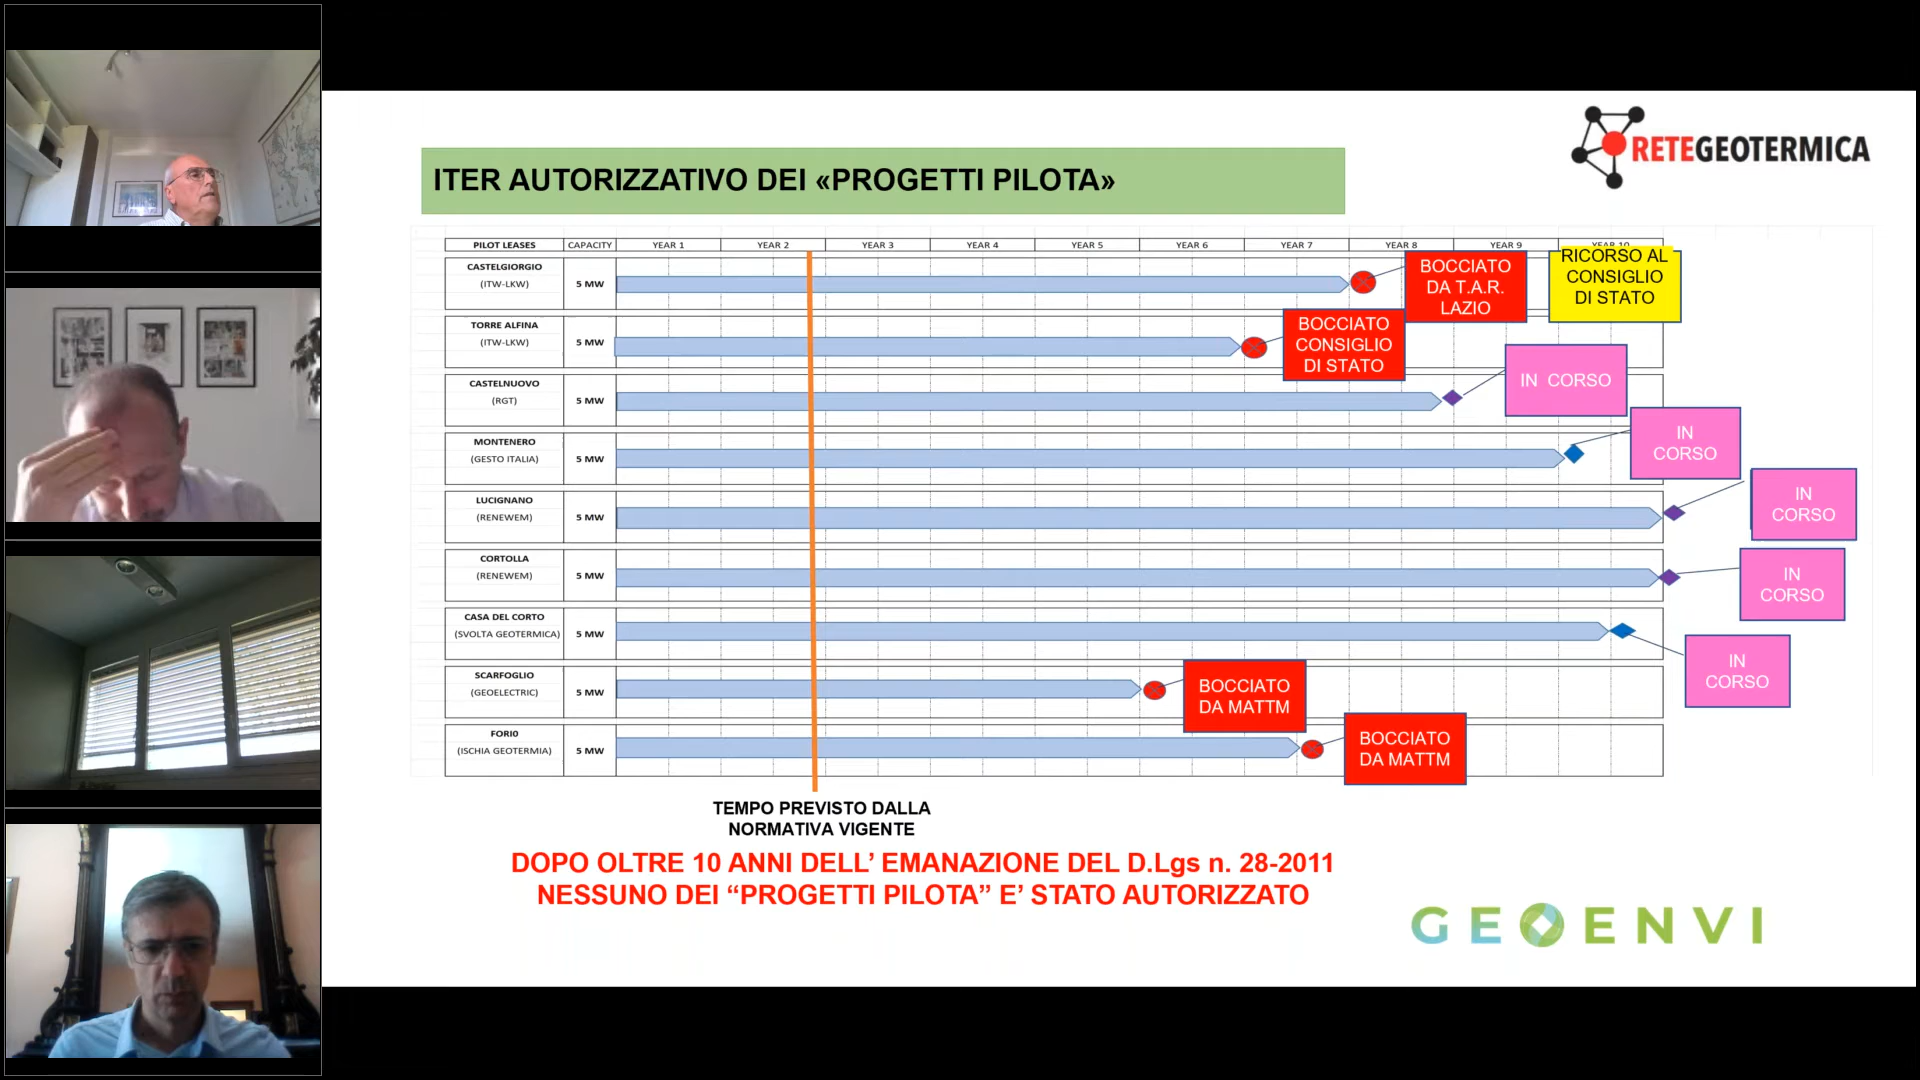 RETEGEOTERMICA
ITER AUTORIZZATIVO DEI «PROGETTI PILOTA»
PILOT LEASES CAPACITY YEAR 1 YEAR 2 YEAR 3 YEAR 4 YEAR 5 YEAR 6 YEAR 7 YEAR 8 YEAR 9 YEAR 10
CASTELGIORGIO
(ITW-LKW)
5 MW
BOCCIATO
DA T.A.R.
LAZIO
RICORSO AL
CONSIGLIO
DI STATO
TORRE ALFINA
(ITW-LKW)
5 MW
BOCCIATO
CONSIGLIO
DI STATO
CASTELNUOVO
(RGT)
5 MW
IN CORSO
MONTENERO
(GESTO ITALIA)
5 MW
IN
CORSO
LUCIGNANO
(RENEWEM)
5 MW
IN
CORSO
CORTOLLA
(RENEWEM)
5 MW
IN
CORSO
CASA DEL CORTO
(SVOLTA GEOTERMICA)
5 MW
IN
CORSO
SCARFOGLIO
(GEOELECTRIC)
5 MW
BOCCIATO
DA MATTM
FORI0
(ISCHIA GEOTERMIA)
5 MW
BOCCIATO
DA MATTM
TEMPO PREVISTO DALLA
NORMATIVA VIGENTE
DOPO OLTRE 10 ANNI DELL’ EMANAZIONE DEL D.Lgs n. 28-2011
NESSUNO DEI “PROGETTI PILOTA” E’ STATO AUTORIZZATO
GEOENVI